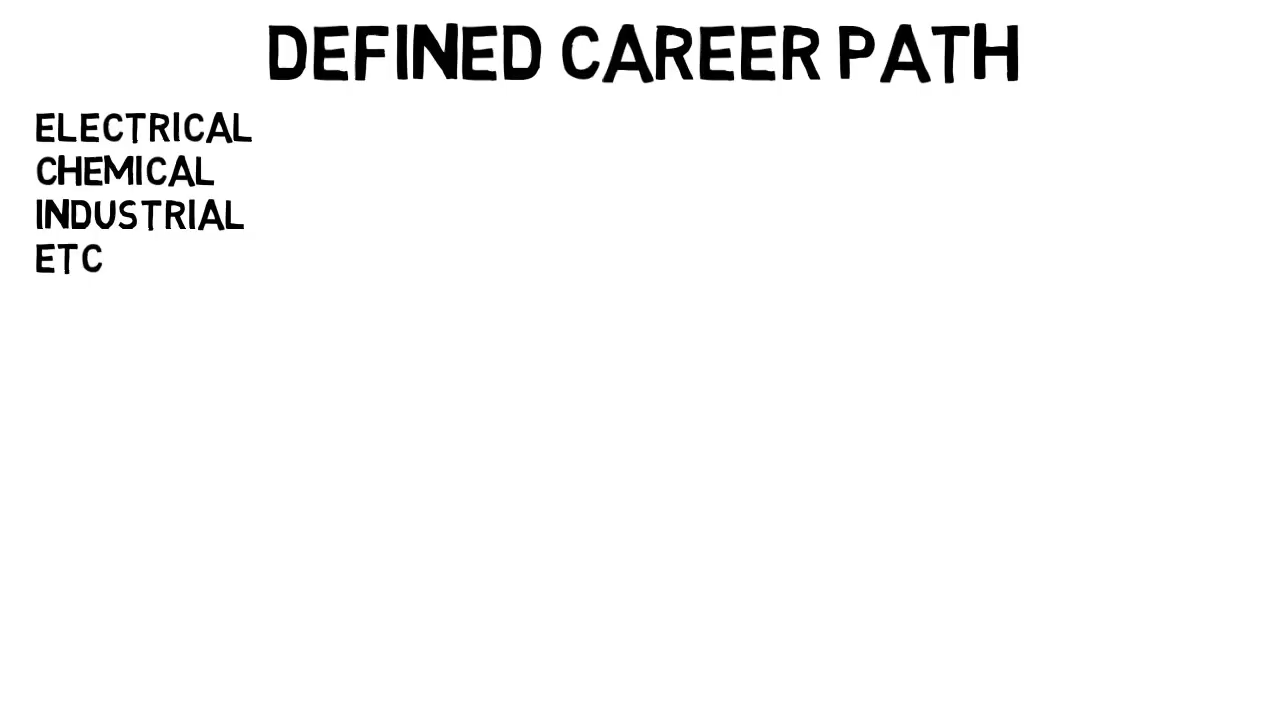 DEFINED CAREER PATH
ELECTRICAL
CHEMICAL
INDUSTRIAL
ETC